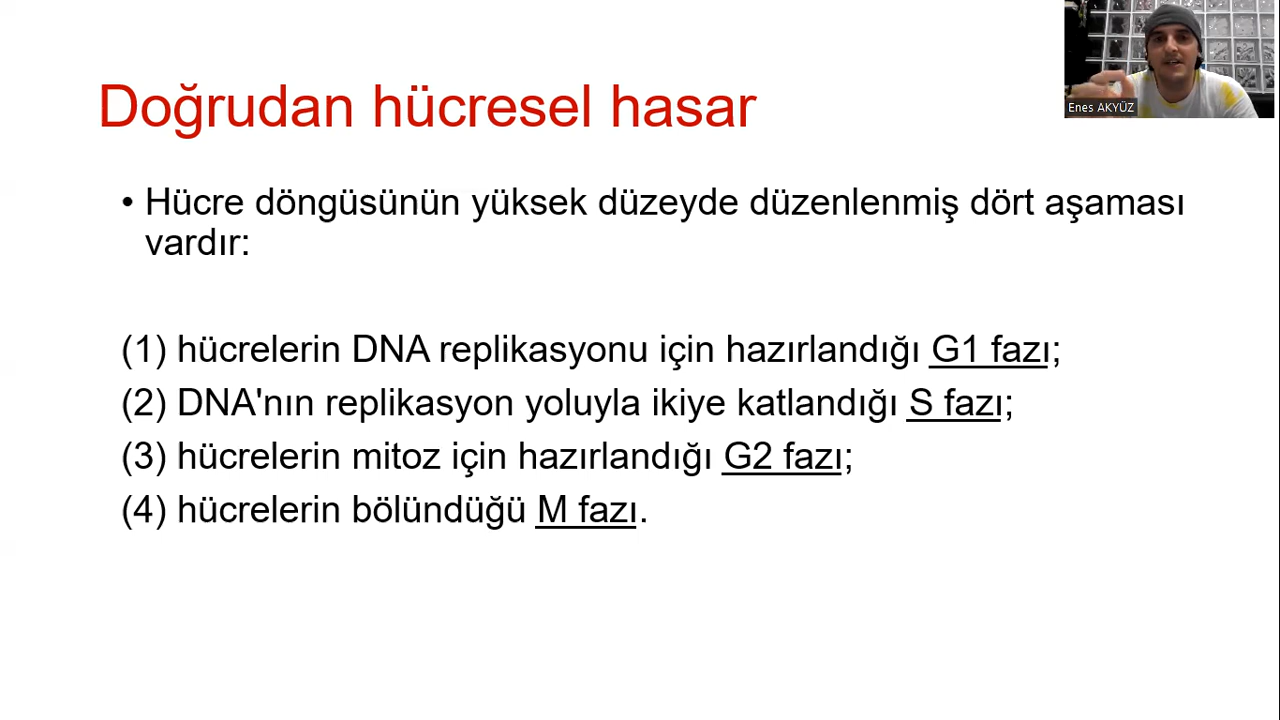 Enes AKYÜZ
Doğrudan hücresel hasar
• Hücre döngüsünün yüksek düzeyde düzenlenmiş dört aşaması
vardır:
(1) hücrelerin DNA replikasyonu için hazırlandığı G1 fazı;
(2) DNA'nın replikasyon yoluyla ikiye katlandığı S fazı;
(3) hücrelerin mitoz için hazırlandığı G2 fazı;
(4) hücrelerin bölündüğü M fazı.